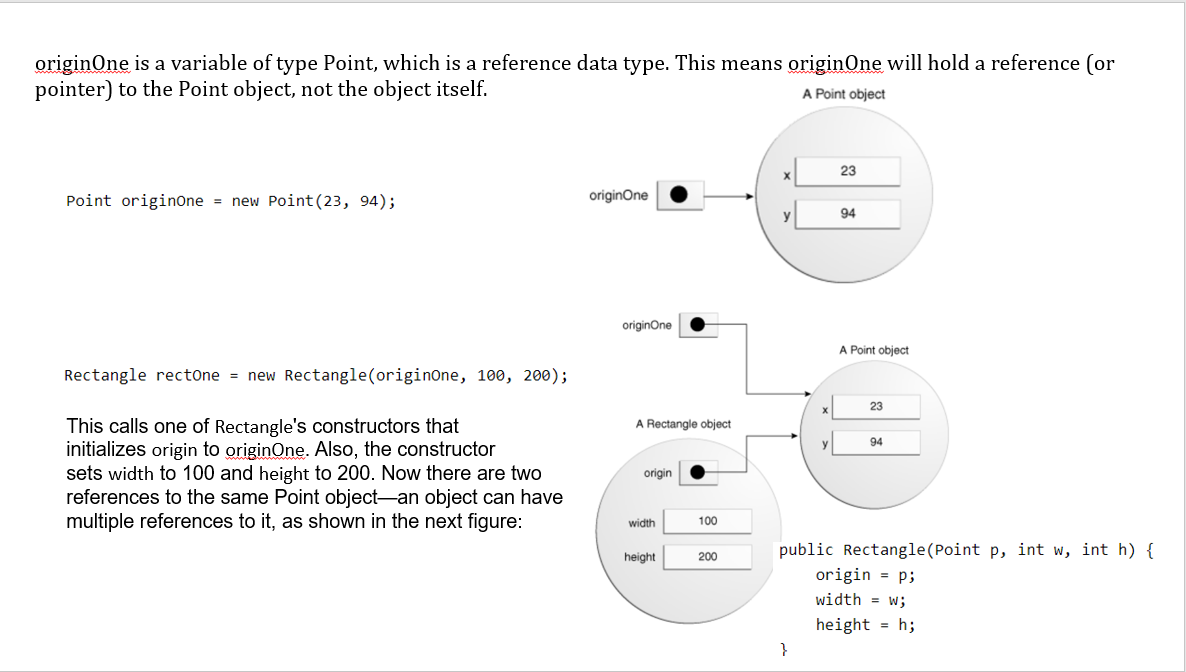 originOne is a variable of type Point, which is a reference data type. This means originOne will hold a reference (or
pointer) to the Point object, not the object itself.
A Point object
Point originOne = new Point(23, 94);
originOne
x 23
y 94
originOne
A Point object
x 23
y 94
Rectangle rectOne = new Rectangle(originOne, 100, 200);
This calls one of Rectangle's constructors that
initializes origin to originOne. Also, the constructor
sets width to 100 and height to 200. Now there are two
references to the same Point object—an object can have
multiple references to it, as shown in the next figure:
A Rectangle object
origin
width 100
height 200
public Rectangle(Point p, int w, int h) {
origin = p;
width = w;
height = h;
}